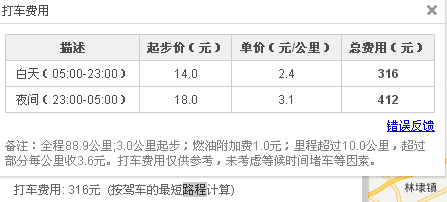 打车费用
描述 起步价（元） 单价（元/公里） 总费用（元）
白天（05:00-23:00） 14.0 2.4 316
夜间（23:00-05:00） 18.0 3.1 412
错误反馈
备注：全程88.9公里;3.0公里起步；燃油附加费1.0元；里程超过10.0公里，超过
部分每公里收3.6元。打车费用仅供参考，未考虑等候时间堵车等因素。
打车费用: 316元 (按驾车的最短路程计算)
林埭镇